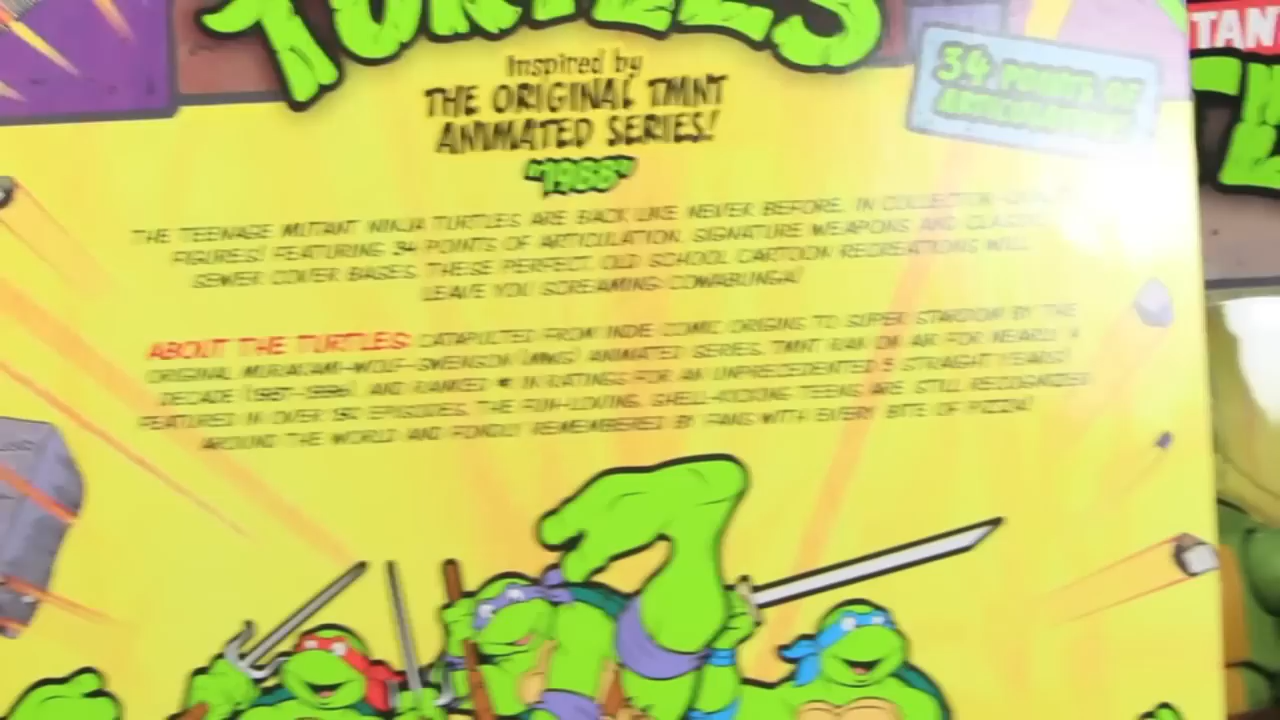 TURTLES
Inspired by
THE ORIGINAL TMNT
ANIMATED SERIES!
"1988"
34 POINTS OF
ARTICULATION!
TANT
THE TEENAGE MUTANT NINJA TURTLES ARE BACK LIKE NEVER BEFORE, IN COLLECTOR
FIGURES! FEATURING 34 POINTS OF ARTICULATION, SIGNATURE WEAPONS AND CLASSIC
SEWER COVER BASES, THESE PERFECT, OLD SCHOOL CARTOON RECREATIONS WILL
LEAVE YOU SCREAMING COWABUNGA!
ABOUT THE TURTLES: CATAPULTED FROM INDIE COMIC ORIGINS TO SUPER STARDOM BY THE
ORIGINAL MURAKAMI-WOLF-SWENSON (MWS) ANIMATED SERIES, TMNT RAN ON AIR FOR NEARLY A
DECADE (1987-1996) AND RANKED #1 IN RATINGS FOR AN UNPRECEDENTED 5 STRAIGHT YEARS!
FEATURED IN OVER EPISODES, THE FUN-LOVING, SHELL-KICKING TEENS ARE STILL RECOGNIZED
AROUND THE WORLD AND FONDLY REMEMBERED BY FANS WITH EVERY BITE OF PIZZA!